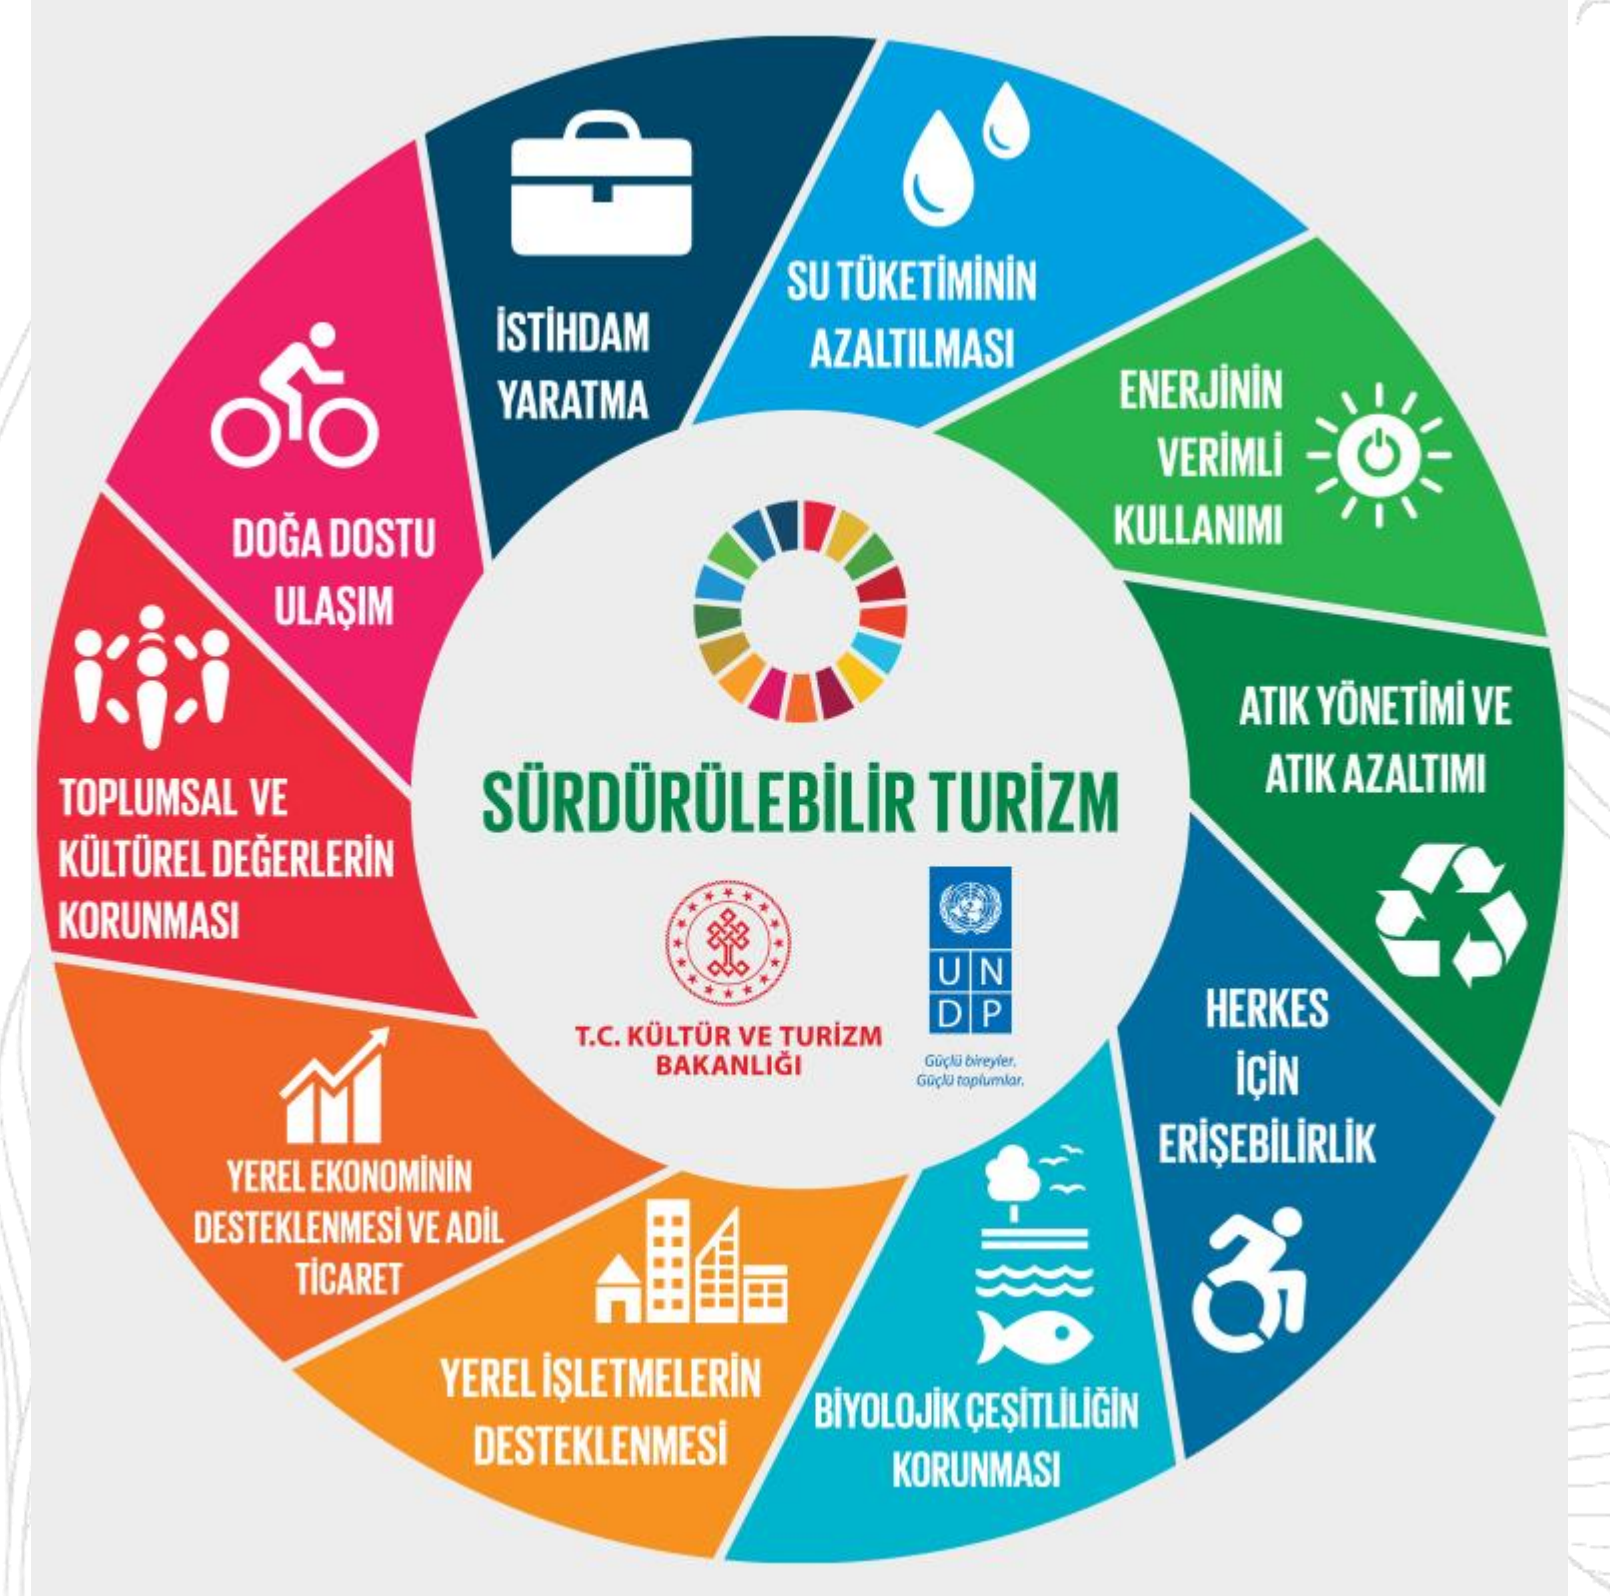 İSTİHDAM
YARATMA
SU TÜKETİMİNİN
AZALTILMASI
ENERJİNİN
VERİMLİ
KULLANIMI
ATIK YÖNETİMİ VE
ATIK AZALTIMI
HERKES
İÇİN
ERİŞEBİLİRLİK
BİYOLOJİK ÇEŞİTLİLİĞİN
KORUNMASI
YEREL İŞLETMELERİN
DESTEKLENMESİ
YEREL EKONOMİNİN
DESTEKLENMESİ VE ADİL
TİCARET
TOPLUMSAL VE
KÜLTÜREL DEĞERLERİN
KORUNMASI
DOĞA DOSTU
ULAŞIM
SÜRDÜRÜLEBİLİR TURİZM
T.C. KÜLTÜR VE TURİZM
BAKANLIĞI
U N
D P
Güçlü bireyler.
Güçlü toplumlar.